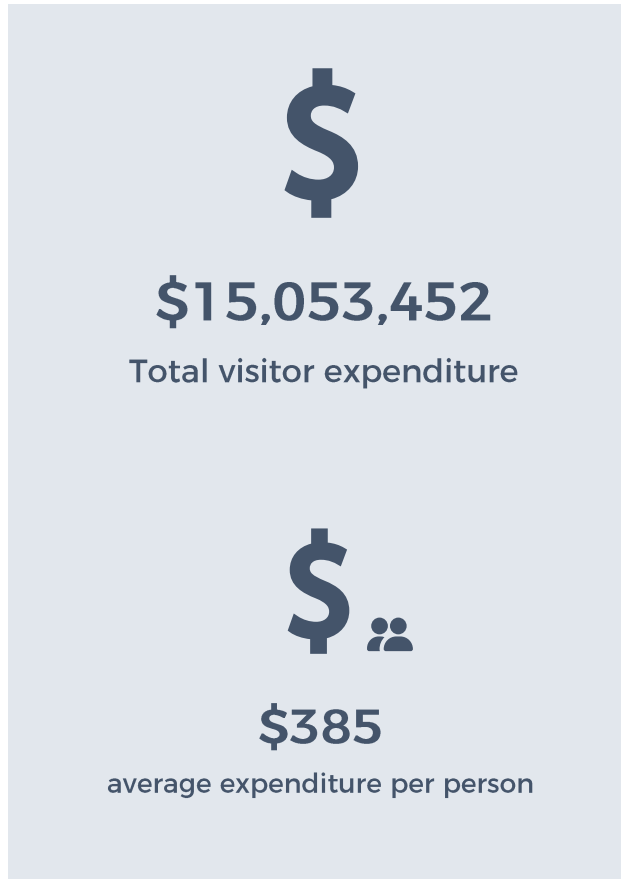 $
$15,053,452
Total visitor expenditure
$
$385
average expenditure per person